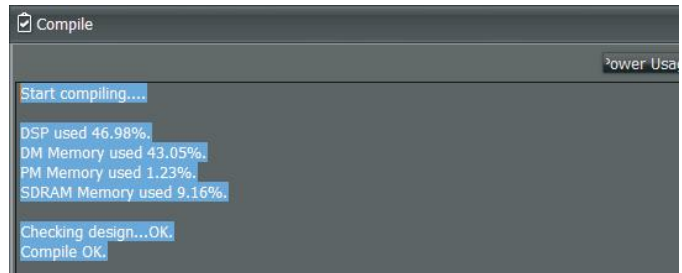 Compile
Power Usag
Start compiling....
DSP used 46.98%.
DM Memory used 43.05%.
PM Memory used 1.23%.
SDRAM Memory used 9.16%.
Checking design...OK.
Compile OK.